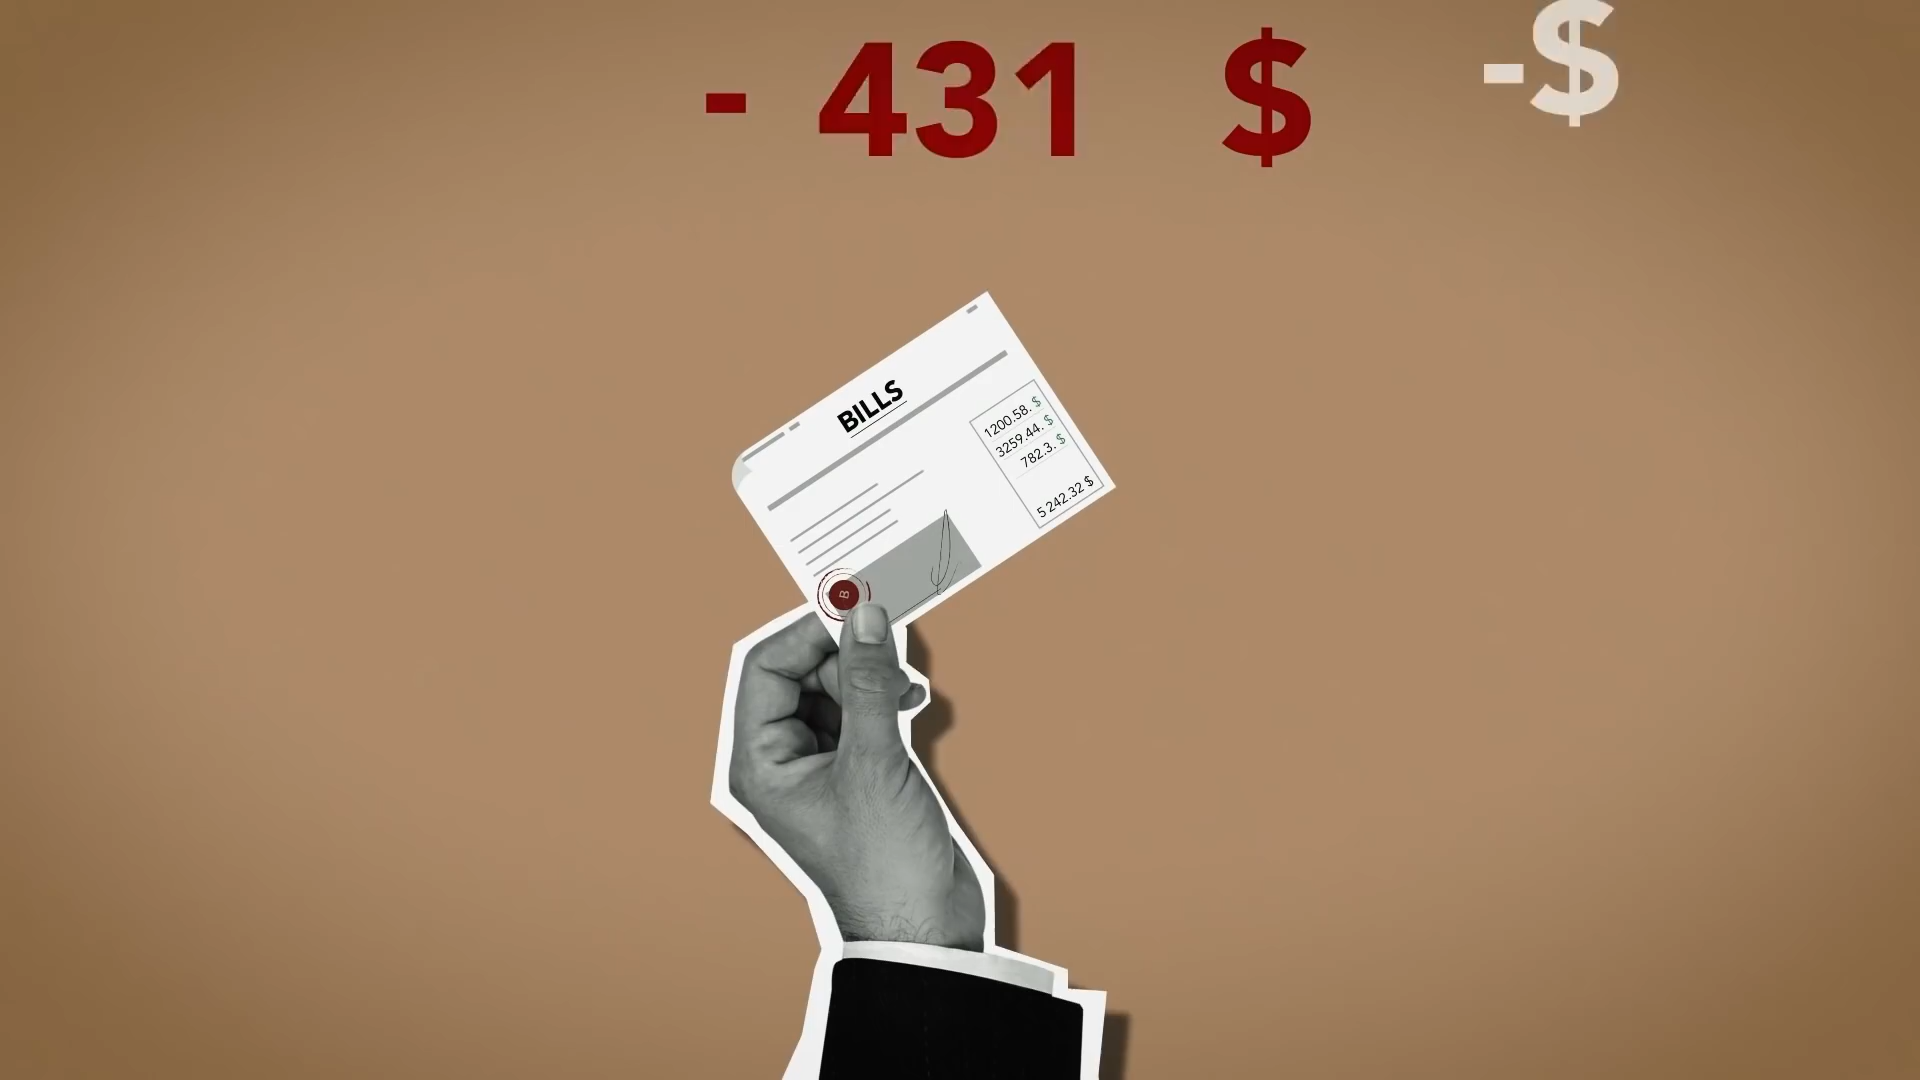 - 431 $
-$
BILLS
1200.58. $
3259.44. $
782.3. $
5 242.32 $
B